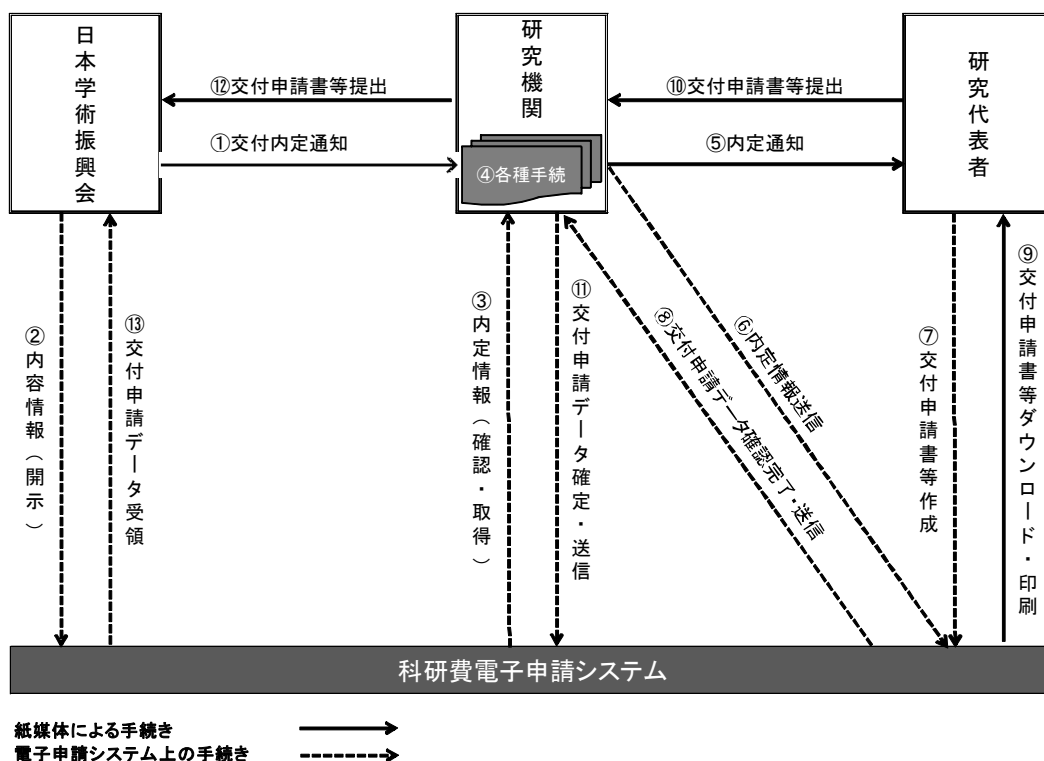 日本学術振興会
研究機関
研究代表者
⑫交付申請書等提出
⑩交付申請書等提出
①交付内定通知
⑤内定通知
④各種手続
②内容情報(開示)
⑬交付申請データ受領
③内定情報(確認・取得)
⑪交付申請データ確定・送信
⑧交付申請データ確認完了・送信
⑥内定情報送信
⑦交付申請書等作成
⑨交付申請書等ダウンロード・印刷
科研費電子申請システム
紙媒体による手続き
電子申請システム上の手続き